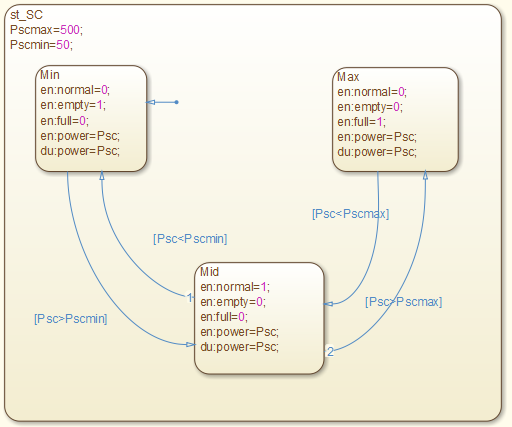 st_SC
Pscmax=500;
Pscmin=50;
Min
en:normal=0;
en:empty=1;
en:full=0;
en:power=Psc;
du:power=Psc;
Max
en:normal=0;
en:empty=0;
en:full=1;
en:power=Psc;
du:power=Psc;
[Psc<Pscmax]
[Psc<Pscmin]
Mid
en:normal=1;
en:empty=0;
en:full=0;
en:power=Psc;
du:power=Psc;
1
[Psc>Pscmax]
[Psc>Pscmin]
2